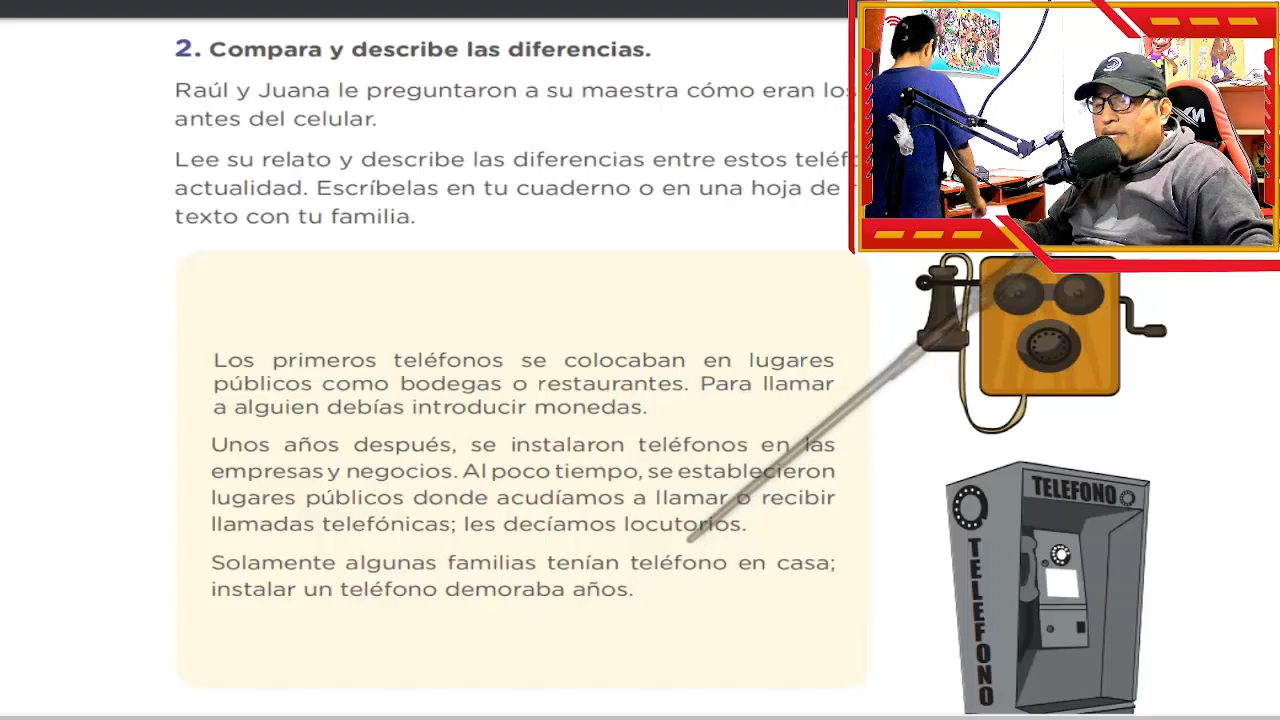 2. Compara y describe las diferencias.
Raúl y Juana le preguntaron a su maestra cómo eran los
antes del celular.
Lee su relato y describe las diferencias entre estos
actualidad. Escríbelas en tu cuaderno o en una hoja de
texto con tu familia.
Los primeros teléfonos se colocaban en lugares
públicos como bodegas o restaurantes. Para llamar
a alguien debías introducir monedas.
Unos años después, se instalaron teléfonos en las
empresas y negocios. Al poco tiempo, se establecieron
lugares públicos donde acudíamos a llamar o recibir
llamadas telefónicas; les decíamos locutorios.
Solamente algunas familias tenían teléfono en casa;
instalar un teléfono demoraba años.
TELEFONO
TELEFONO